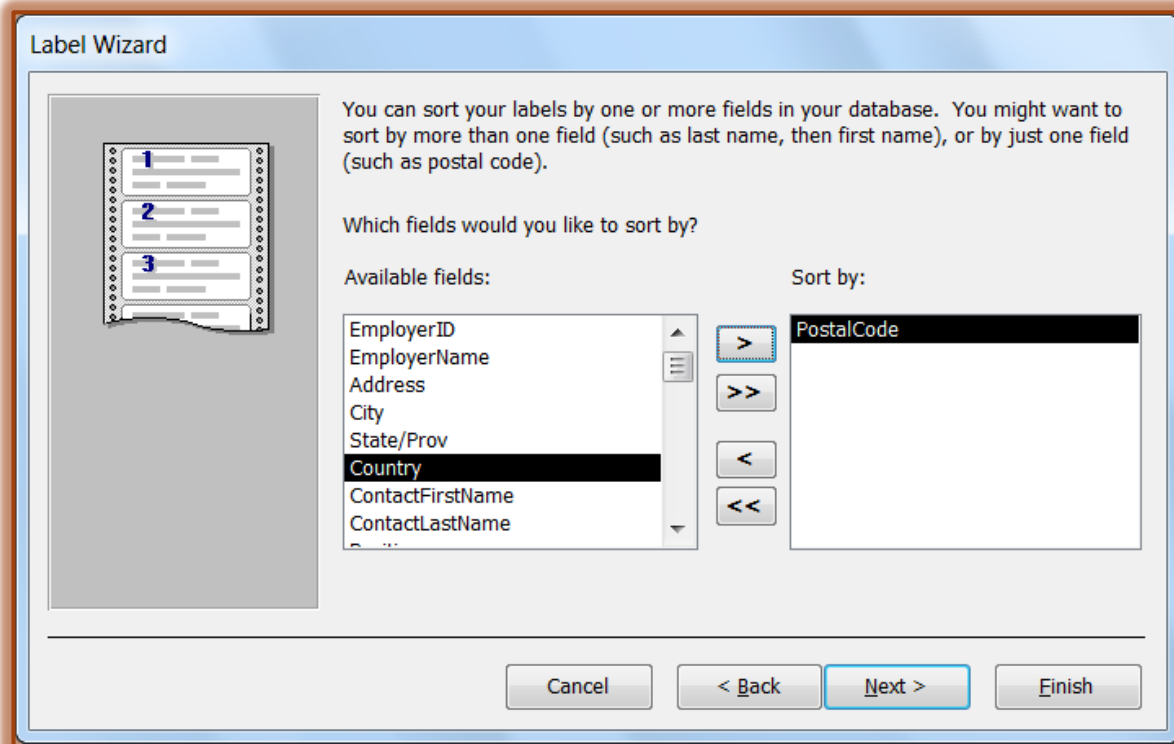 Label Wizard
You can sort your labels by one or more fields in your database.  You might want to
sort by more than one field (such as last name, then first name), or by just one field
(such as postal code).
Which fields would you like to sort by?
Available fields:
Sort by:
1
2
3
EmployerID
EmployerName
Address
City
State/Prov
Country
ContactFirstName
ContactLastName
>
>>
<
<<
PostalCode
Cancel
< Back
Next >
Finish